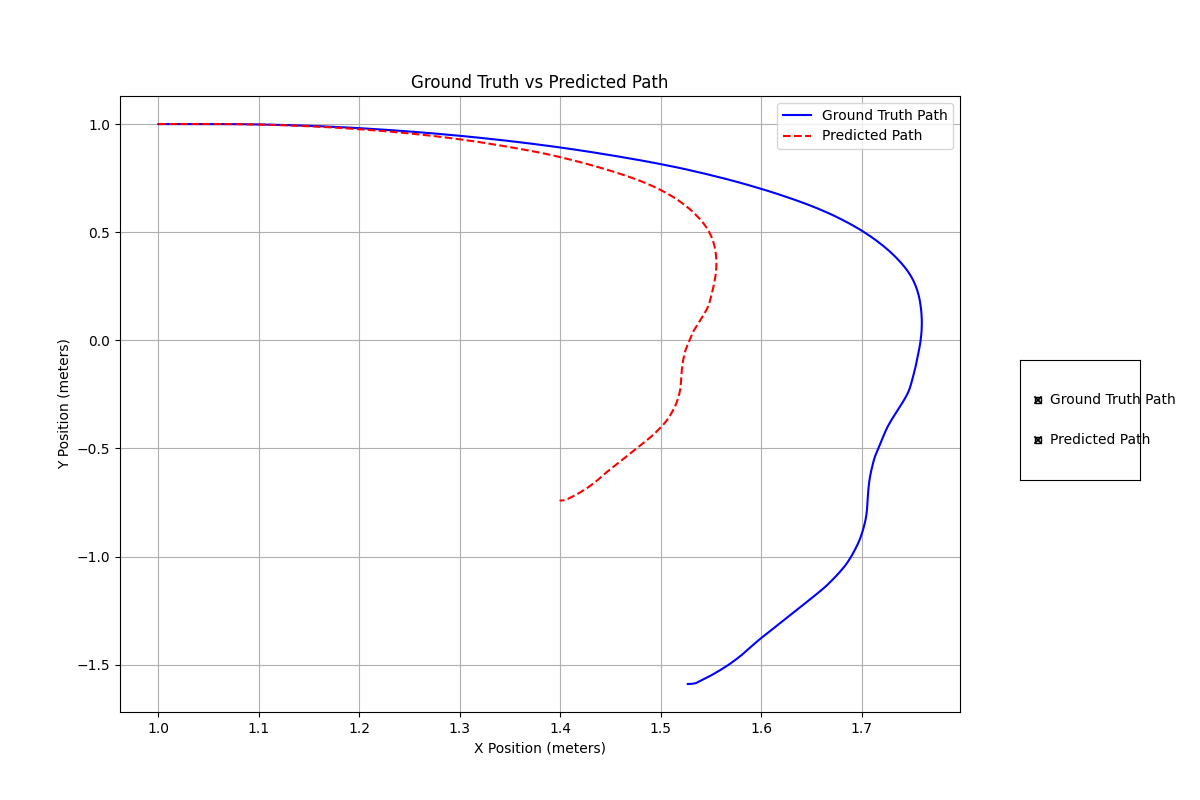 Ground Truth vs Predicted Path
Ground Truth Path
Predicted Path
1.0
0.5
0.0
−0.5
−1.0
−1.5
Y Position (meters)
1.0 1.1 1.2 1.3 1.4 1.5 1.6 1.7
X Position (meters)
Ground Truth Path
Predicted Path